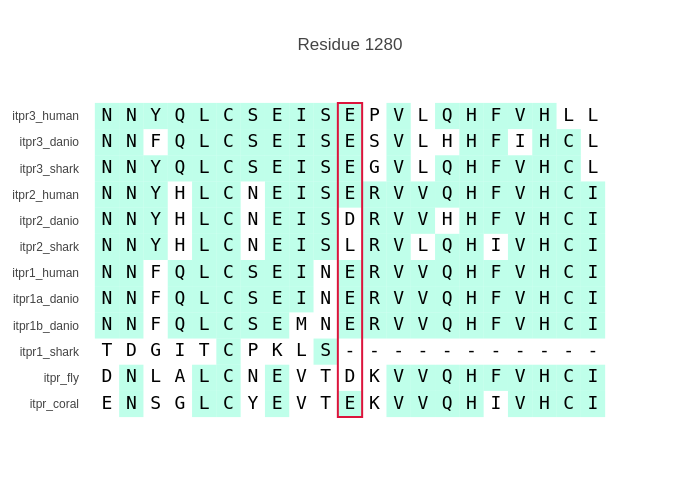 Residue 1280
itpr3_human N N Y Q L C S E I S E P V L Q H F V H L L
itpr3_danio N N F Q L C S E I S E S V L H H F I H C L
itpr3_shark N N Y Q L C S E I S E G V L Q H F V H C L
itpr2_human N N Y H L C N E I S E R V V Q H F V H C I
itpr2_danio N N Y H L C N E I S D R V V H H F V H C I
itpr2_shark N N Y H L C N E I S L R V L Q H I V H C I
itpr1_human N N F Q L C S E I N E R V V Q H F V H C I
itpr1a_danio N N F Q L C S E I N E R V V Q H F V H C I
itpr1b_danio N N F Q L C S E M N E R V V Q H F V H C I
itpr1_shark T D G I T C P K L S - - - - - - - - - - -
itpr_fly D N L A L C N E V T D K V V Q H F V H C I
itpr_coral E N S G L C Y E V T E K V V Q H I V H C I